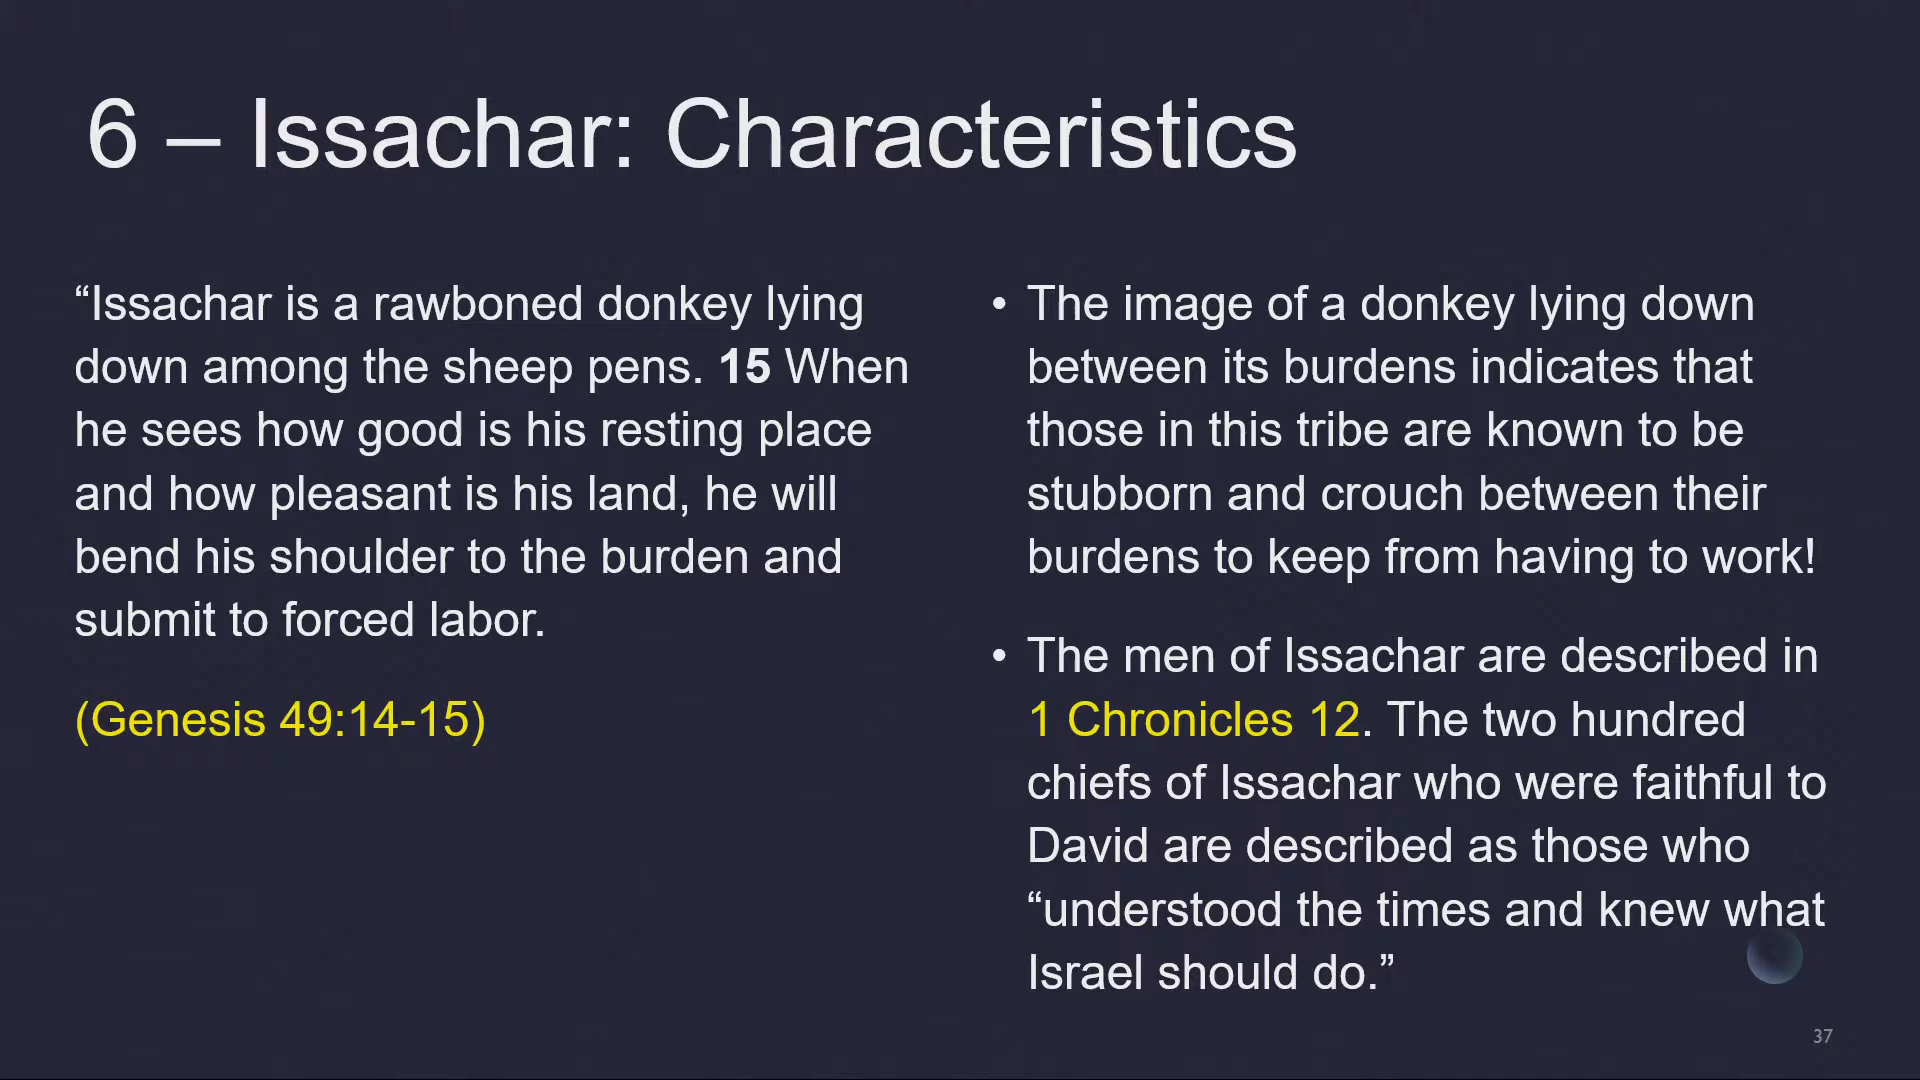 6 – Issachar: Characteristics
“Issachar is a rawboned donkey lying
down among the sheep pens. 15 When
he sees how good is his resting place
and how pleasant is his land, he will
bend his shoulder to the burden and
submit to forced labor.
(Genesis 49:14-15)
• The image of a donkey lying down
between its burdens indicates that
those in this tribe are known to be
stubborn and crouch between their
burdens to keep from having to work!
• The men of Issachar are described in
1 Chronicles 12. The two hundred
chiefs of Issachar who were faithful to
David are described as those who
“understood the times and knew what
Israel should do.”
37